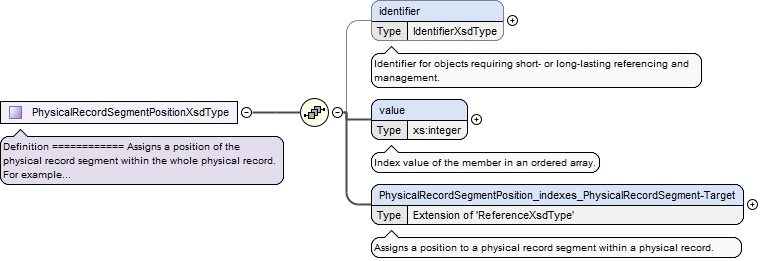 identifier
Type IdentifierXsdType
Identifier for objects requiring short- or long-lasting referencing and
management.
PhysicalRecordSegmentPositionXsdType
Definition ============ Assigns a position of the
physical record segment within the whole physical record.
For example...
value
Type xs:integer
Index value of the member in an ordered array.
PhysicalRecordSegmentPosition_indexes_PhysicalRecordSegment-Target
Type Extension of 'ReferenceXsdType'
Assigns a position to a physical record segment within a physical record.